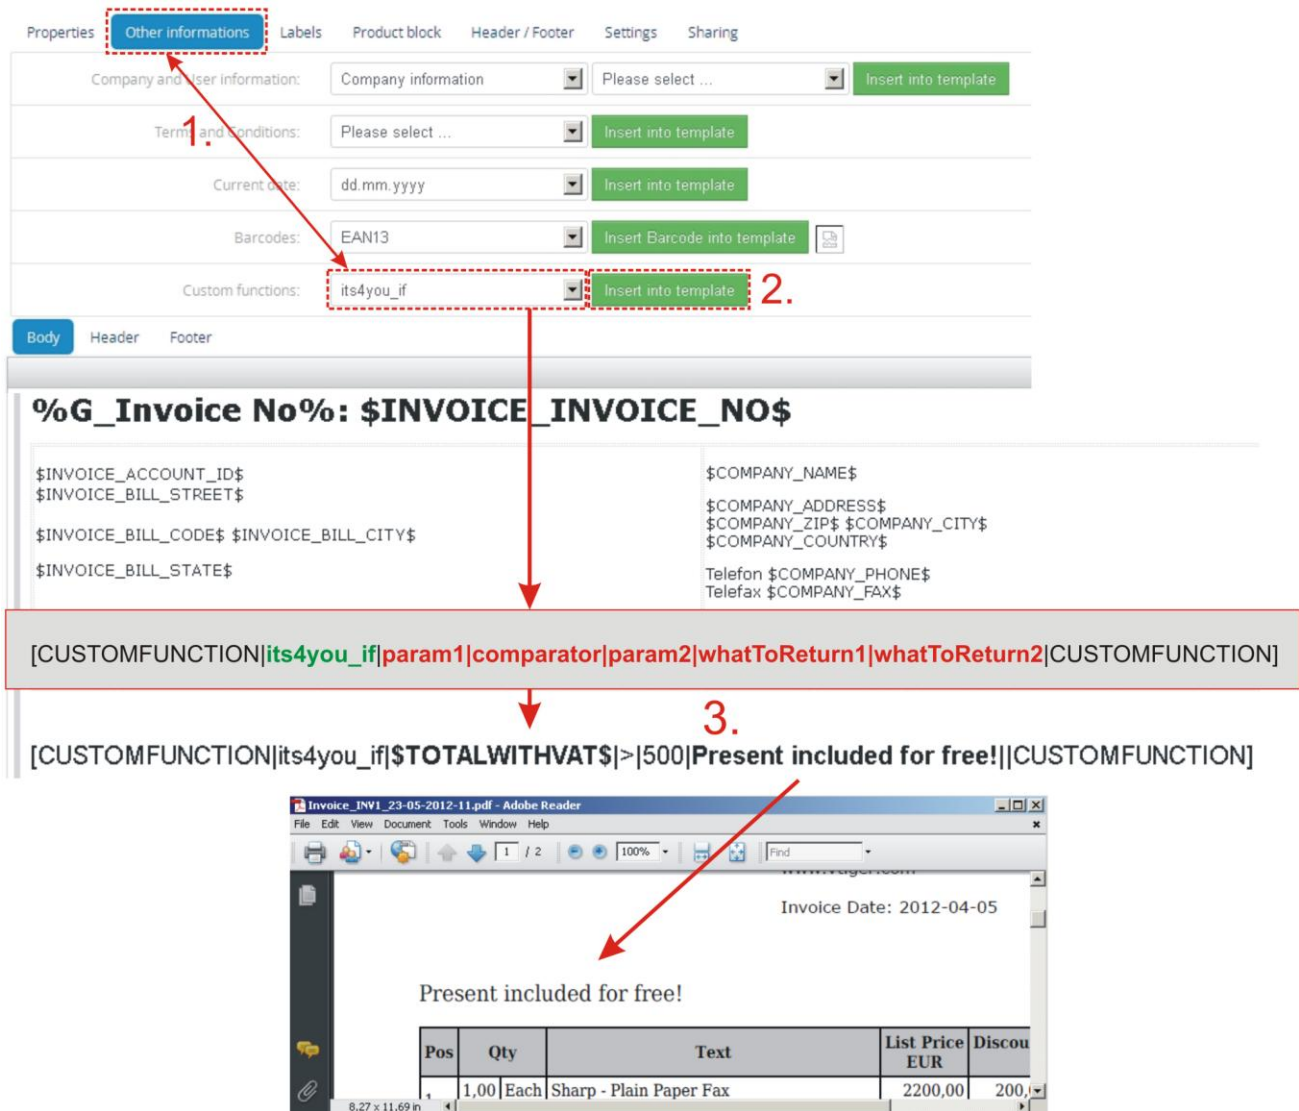 Properties Other informations Labels Product block Header / Footer Settings Sharing
Company and User information: Company information Please select ... Insert into template
1.
Terms and Conditions: Please select ... Insert into template
Current date: dd.mm.yyyy Insert into template
Barcodes: EAN13 Insert Barcode into template
Custom functions: its4you_if Insert into template 2.
Body Header Footer
%G_Invoice No%: $INVOICE_INVOICE_NO$
$INVOICE_ACCOUNT_ID$
$INVOICE_BILL_STREET$
$INVOICE_BILL_CODE$ $INVOICE_BILL_CITY$
$INVOICE_BILL_STATE$
$COMPANY_NAME$
$COMPANY_ADDRESS$
$COMPANY_ZIP$ $COMPANY_CITY$
$COMPANY_COUNTRY$
Telefon $COMPANY_PHONE$
Telefax $COMPANY_FAX$
[CUSTOMFUNCTION|its4you_if|param1|comparator|param2|whatToReturn1|whatToReturn2|CUSTOMFUNCTION]
3.
[CUSTOMFUNCTION|its4you_if|$TOTALWITHVAT$|>|500|Present included for free!||CUSTOMFUNCTION]
Invoice_INV1_23-05-2012-11.pdf - Adobe Reader
File Edit View Document Tools Window Help
1 / 2 100% Find
Invoice Date: 2012-04-05
Present included for free!
Pos Qty Text List Price EUR Discou
1 1,00 Each Sharp - Plain Paper Fax 2200,00 200,
8,27 x 11,69 in